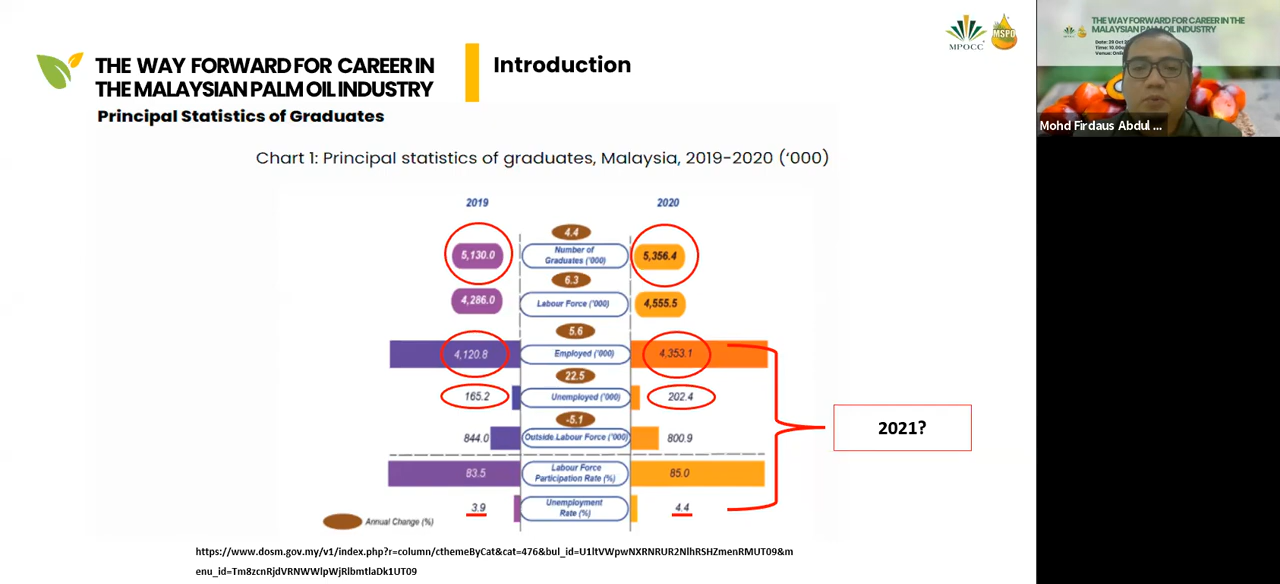 MPOCC
MSPO
THE WAY FORWARD FOR CAREER IN
THE MALAYSIAN PALM OIL INDUSTRY
Introduction
Principal Statistics of Graduates
Chart 1: Principal statistics of graduates, Malaysia, 2019-2020 ('000)
2019
2020
4.4
5,130.0
Number of
Graduates ('000)
5,356.4
6.3
4,286.0
Labour Force ('000)
4,555.5
5.6
4,120.8
Employed ('000)
4,353.1
22.5
165.2
Unemployed ('000)
202.4
-5.1
844.0
Outside Labour Force ('000)
800.9
83.5
Labour Force
Participation Rate (%)
85.0
3.9
Unemployment
Rate (%)
4.4
Annual Change (%)
2021?
https://www.dosm.gov.my/v1/index.php?r=column/cthemeByCat&cat=476&bul_id=U1ltVWpwNXRNRUR2NlhRSHZmenRMUT09&m
enu_id=Tm8zcnRjdVRNWWlpWjRlbmtlaDk1UT09
THE WAY FORWARD FOR CAREER IN THE
MALAYSIAN PALM OIL INDUSTRY
Mohd Firdaus Abdul ...